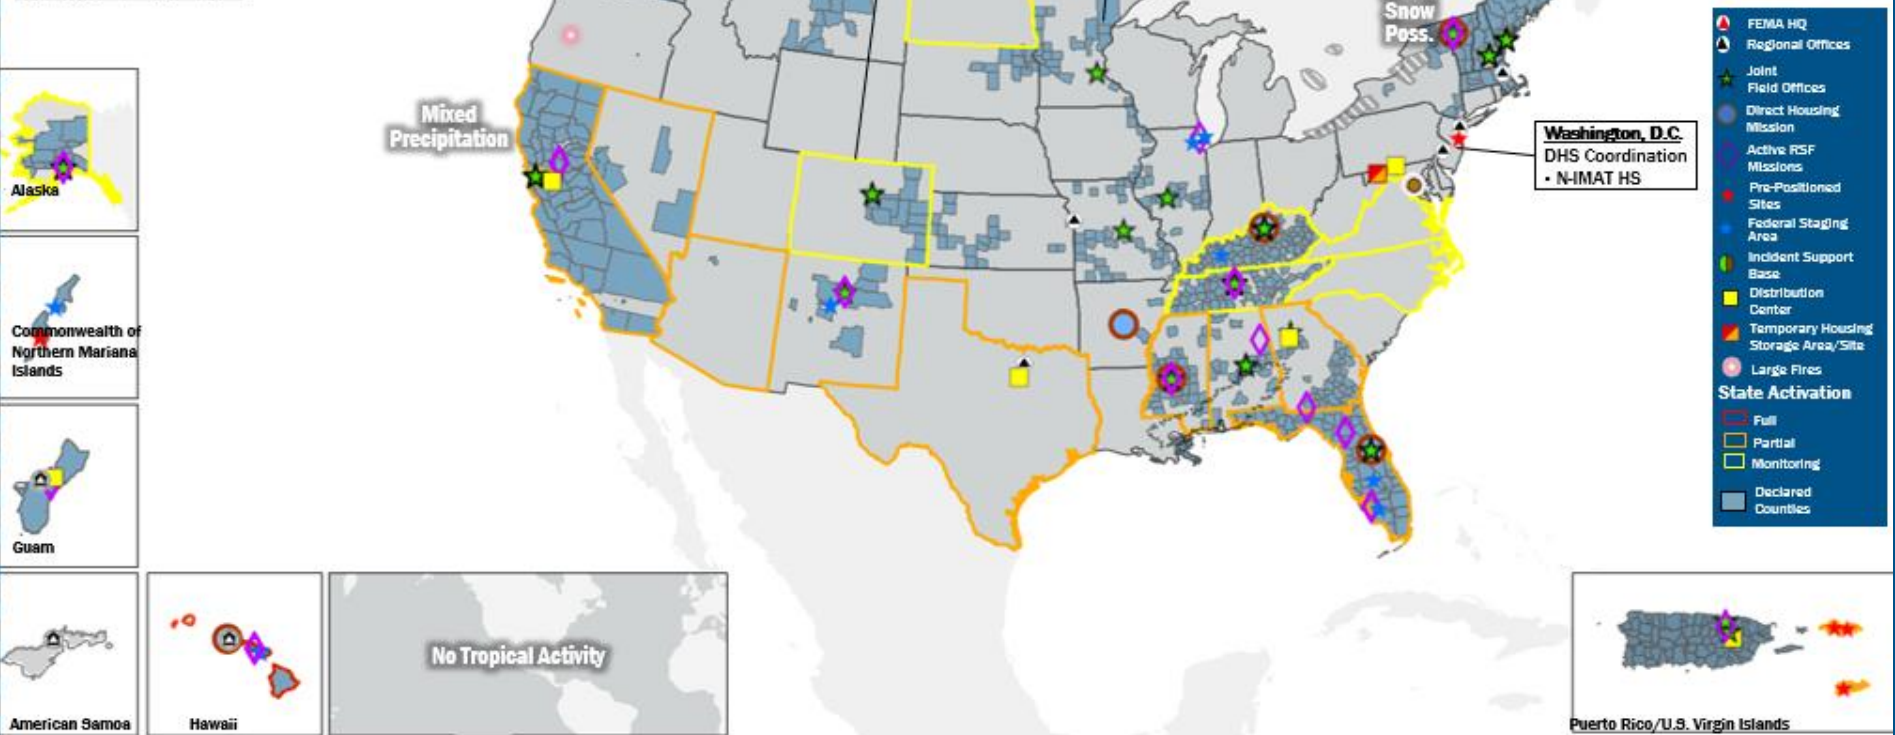 Snow
Poss.
Mixed
Precipitation
Washington, D.C.
DHS Coordination
• N-IMAT HS
FEMA HQ
Regional Offices
Joint
Field Offices
Direct Housing
Mission
Active RSF
Missions
Pre-Positioned
Sites
Federal Staging
Area
Incident Support
Base
Distribution
Center
Temporary Housing
Storage Area/Site
Large Fires
State Activation
Full
Partial
Monitoring
Declared
Counties
Alaska
Commonwealth of
Northern Mariana
Islands
Guam
American Samoa
Hawaii
No Tropical Activity
Puerto Rico/U.S. Virgin Islands